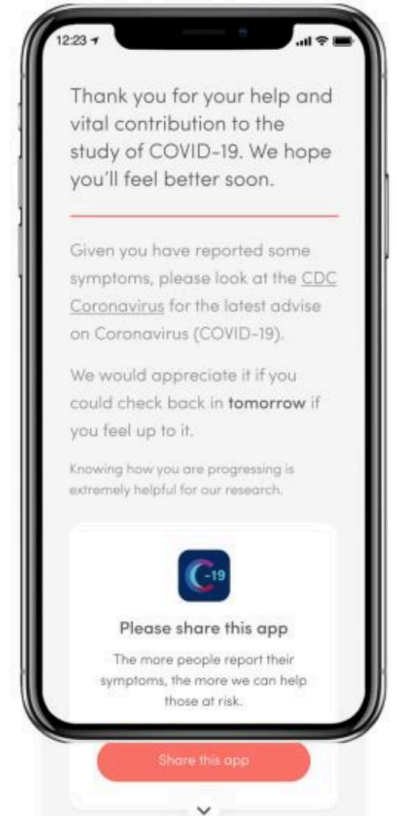 12:23
Thank you for your help and
vital contribution to the
study of COVID-19. We hope
you'll feel better soon.
Given you have reported some
symptoms, please look at the CDC
Coronavirus for the latest advise
on Coronavirus (COVID-19).
We would appreciate it if you
could check back in tomorrow if
you feel up to it.
Knowing how you are progressing is
extremely helpful for our research.
C-19
Please share this app
The more people report their
symptoms, the more we can help
those at risk.
Share this app